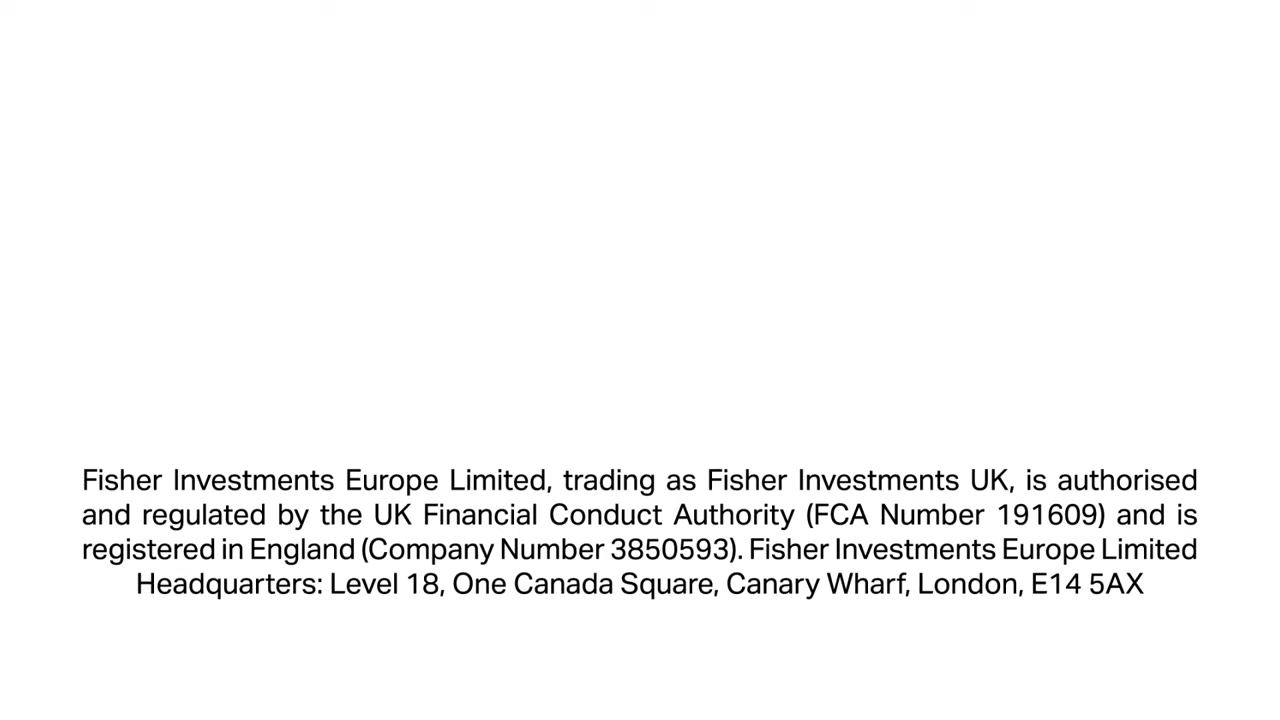 Fisher Investments Europe Limited, trading as Fisher Investments UK, is authorised
and regulated by the UK Financial Conduct Authority (FCA Number 191609) and is
registered in England (Company Number 3850593). Fisher Investments Europe Limited
Headquarters: Level 18, One Canada Square, Canary Wharf, London, E14 5AX